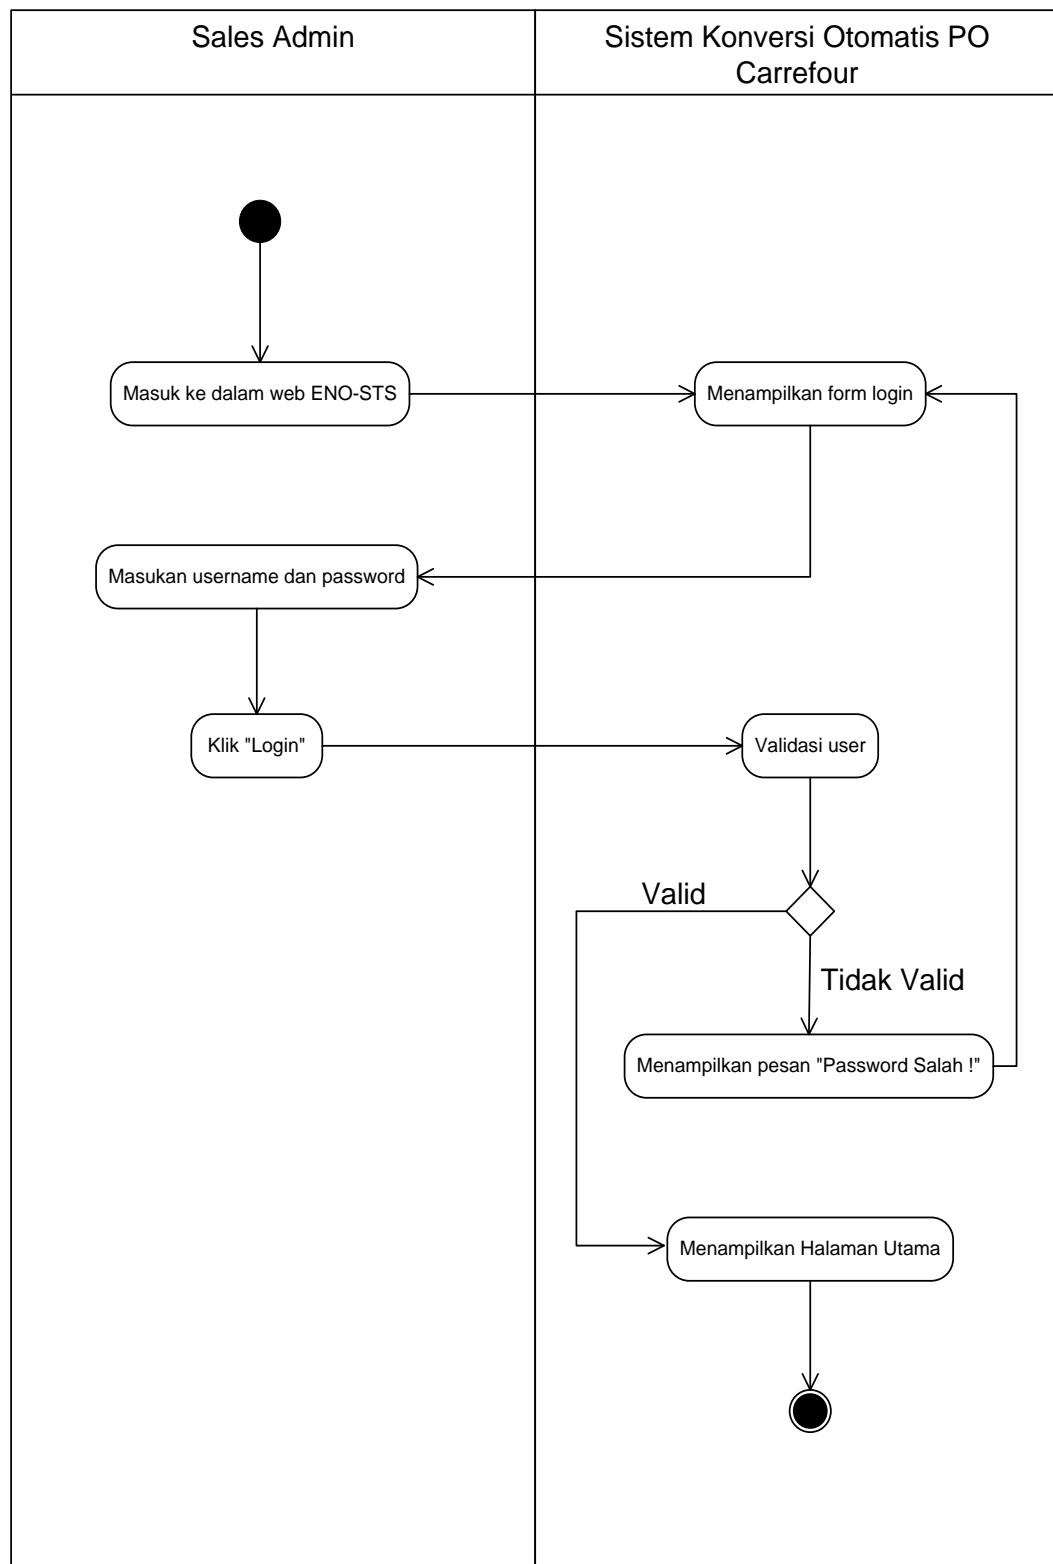 Sales Admin
Sistem Konversi Otomatis PO
Carrefour
Masuk ke dalam web ENO-STS
Menampilkan form login
Masukan username dan password
Klik "Login"
Validasi user
Valid
Tidak Valid
Menampilkan pesan "Password Salah !"
Menampilkan Halaman Utama